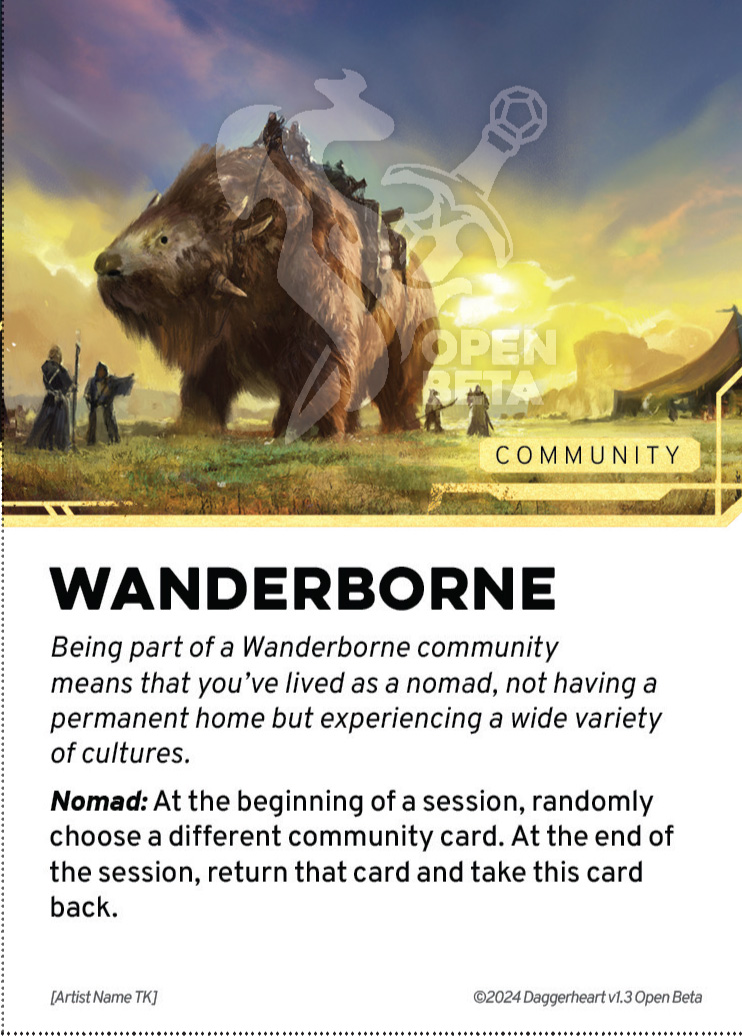 OPEN
BETA
COMMUNITY
WANDERBORNE
Being part of a Wanderborne community
means that you’ve lived as a nomad, not having a
permanent home but experiencing a wide variety
of cultures.
Nomad: At the beginning of a session, randomly
choose a different community card. At the end of
the session, return that card and take this card
back.
[Artist Name TK]
©2024 Daggerheart v1.3 Open Beta